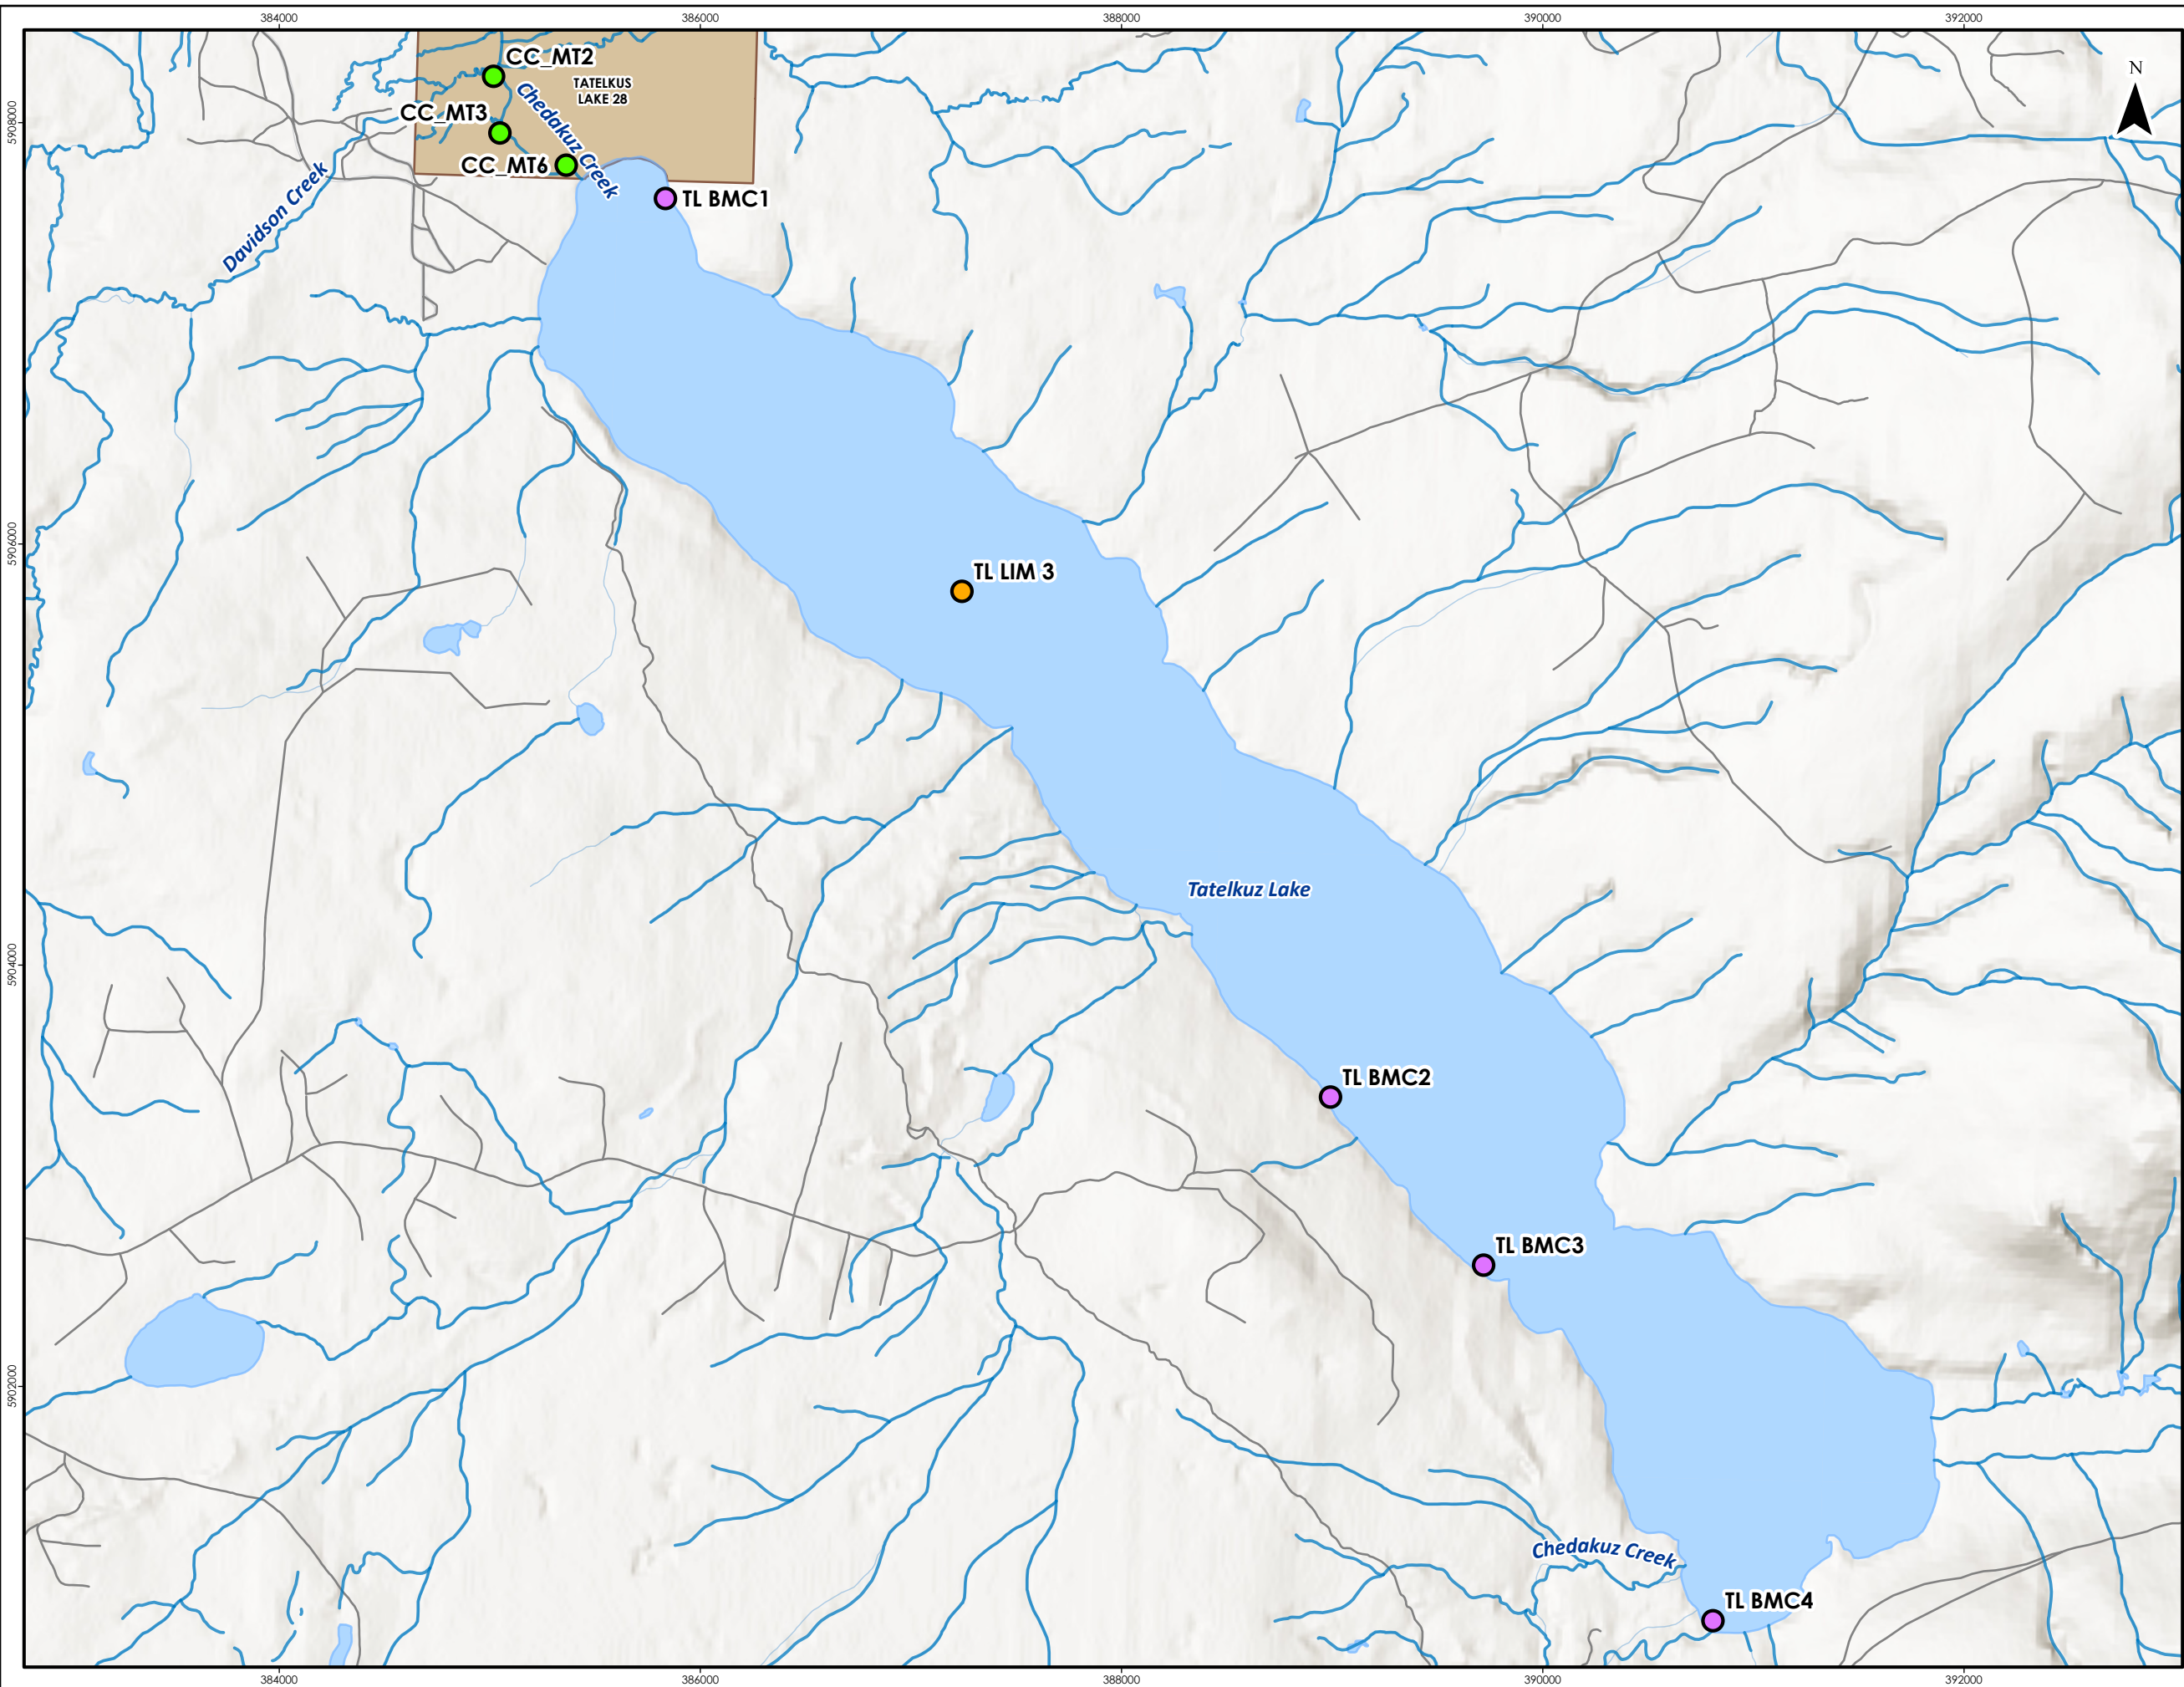 384000
386000
388000
390000
392000
N
CC_MT2
TATELKUS
LAKE 28
CC_MT3
Chedakuz Creek
CC_MT6
TL BMC1
Davidson Creek
5908000
5906000
TL LIM 3
Tatelkuz Lake
5904000
TL BMC2
TL BMC3
5902000
Chedakuz Creek
TL BMC4
384000
386000
388000
390000
392000